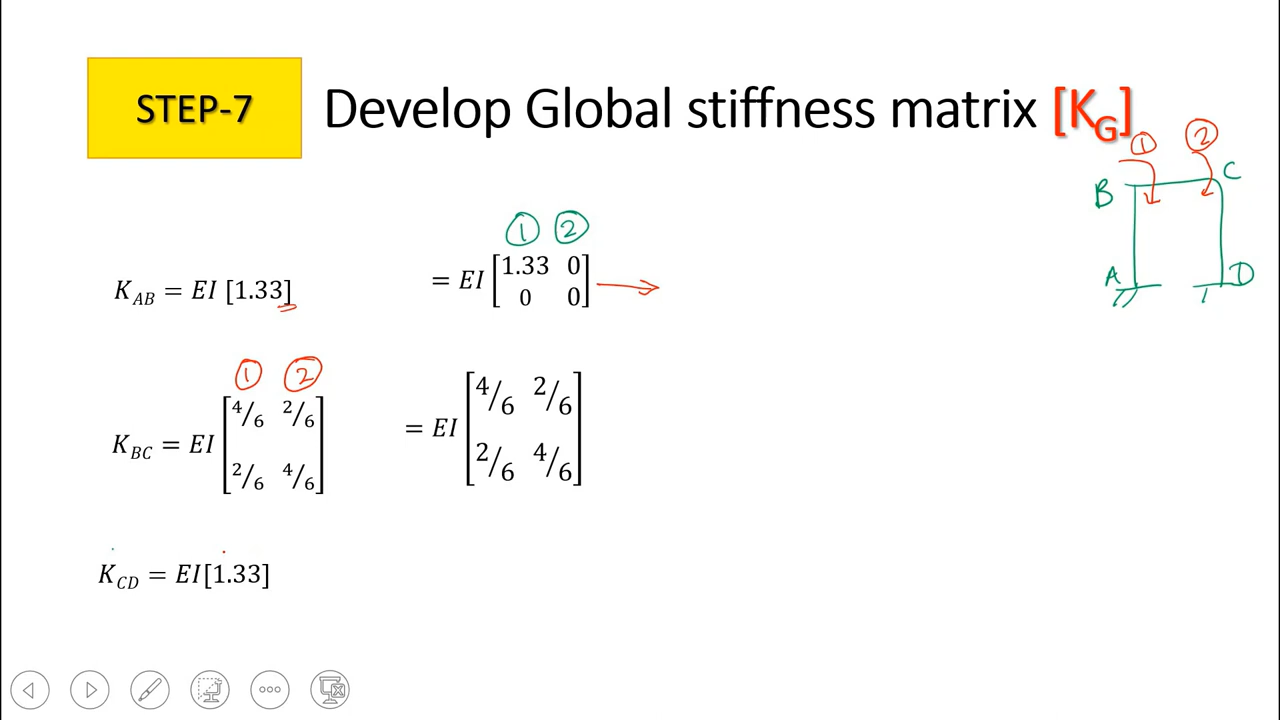 STEP-7
Develop Global stiffness matrix [K_G]
① ②
B C
A D
① ②
K_AB = EI [1.33] = EI [1.33 0
0 0]
① ②
K_BC = EI [4/6 2/6
2/6 4/6] = EI [4/6 2/6
2/6 4/6]
K_CD = EI[1.33]